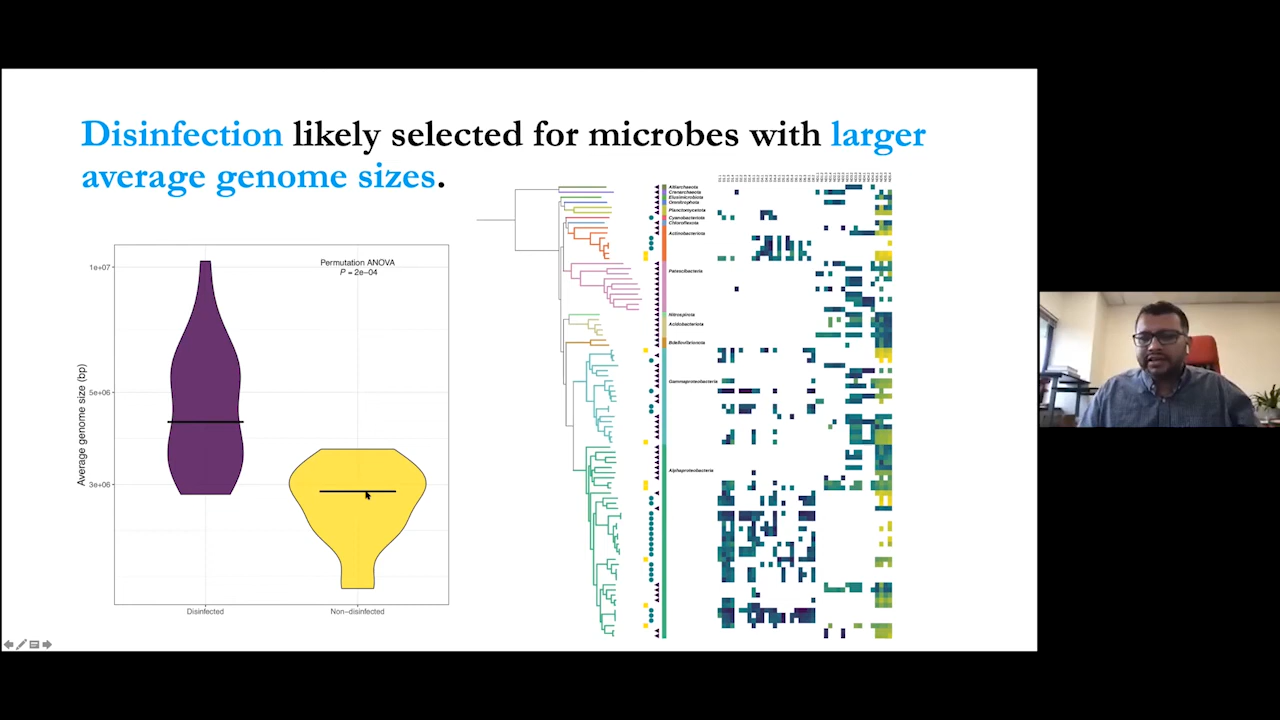 Disinfection likely selected for microbes with larger
average genome sizes.
Permutation ANOVA
P = 2e−04
1e+07
5e+06
3e+06
Average genome size (bp)
Disinfected
Non−disinfected
Altiarchaeota
Crenarchaeota
Elusimicrobiota
Omnitrophota
Planctomycetota
Cyanobacteriota
Chloroflexota
Actinobacteriota
Patescibacteria
Nitrospirota
Acidobacteriota
Bdellovibrionota
Gammaproteobacteria
Alphaproteobacteria